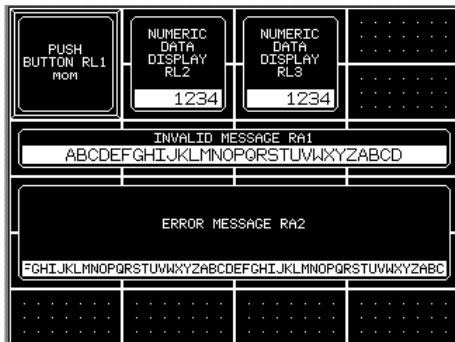 PUSH
BUTTON RL1
MOM
NUMERIC
DATA
DISPLAY
RL2
1234
NUMERIC
DATA
DISPLAY
RL3
1234
INVALID MESSAGE RA1
ABCDEFGHIJKLMNOPQRSTUVWXYZABCD
ERROR MESSAGE RA2
FGHIJKLMNOPQRSTUVWXYZABCDEFGHIJKLMNOPQRSTUVWXYZABC